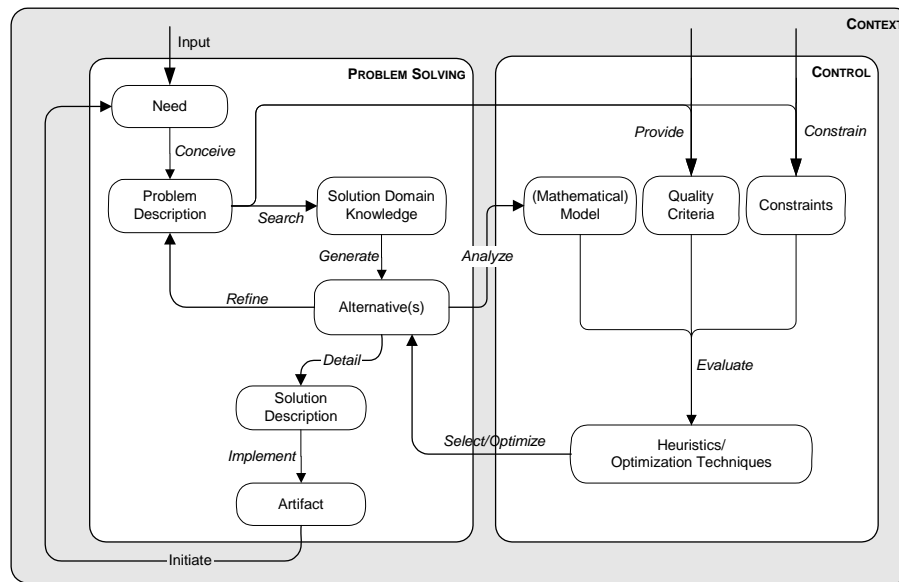 CONTEXT
Input
PROBLEM SOLVING
CONTROL
Need
Provide
Constrain
Conceive
Problem
Description
Search
Solution Domain
Knowledge
(Mathematical)
Model
Quality
Criteria
Constraints
Generate
Analyze
Refine
Alternative(s)
Detail
Evaluate
Solution
Description
Select/Optimize
Heuristics/
Optimization Techniques
Implement
Artifact
Initiate